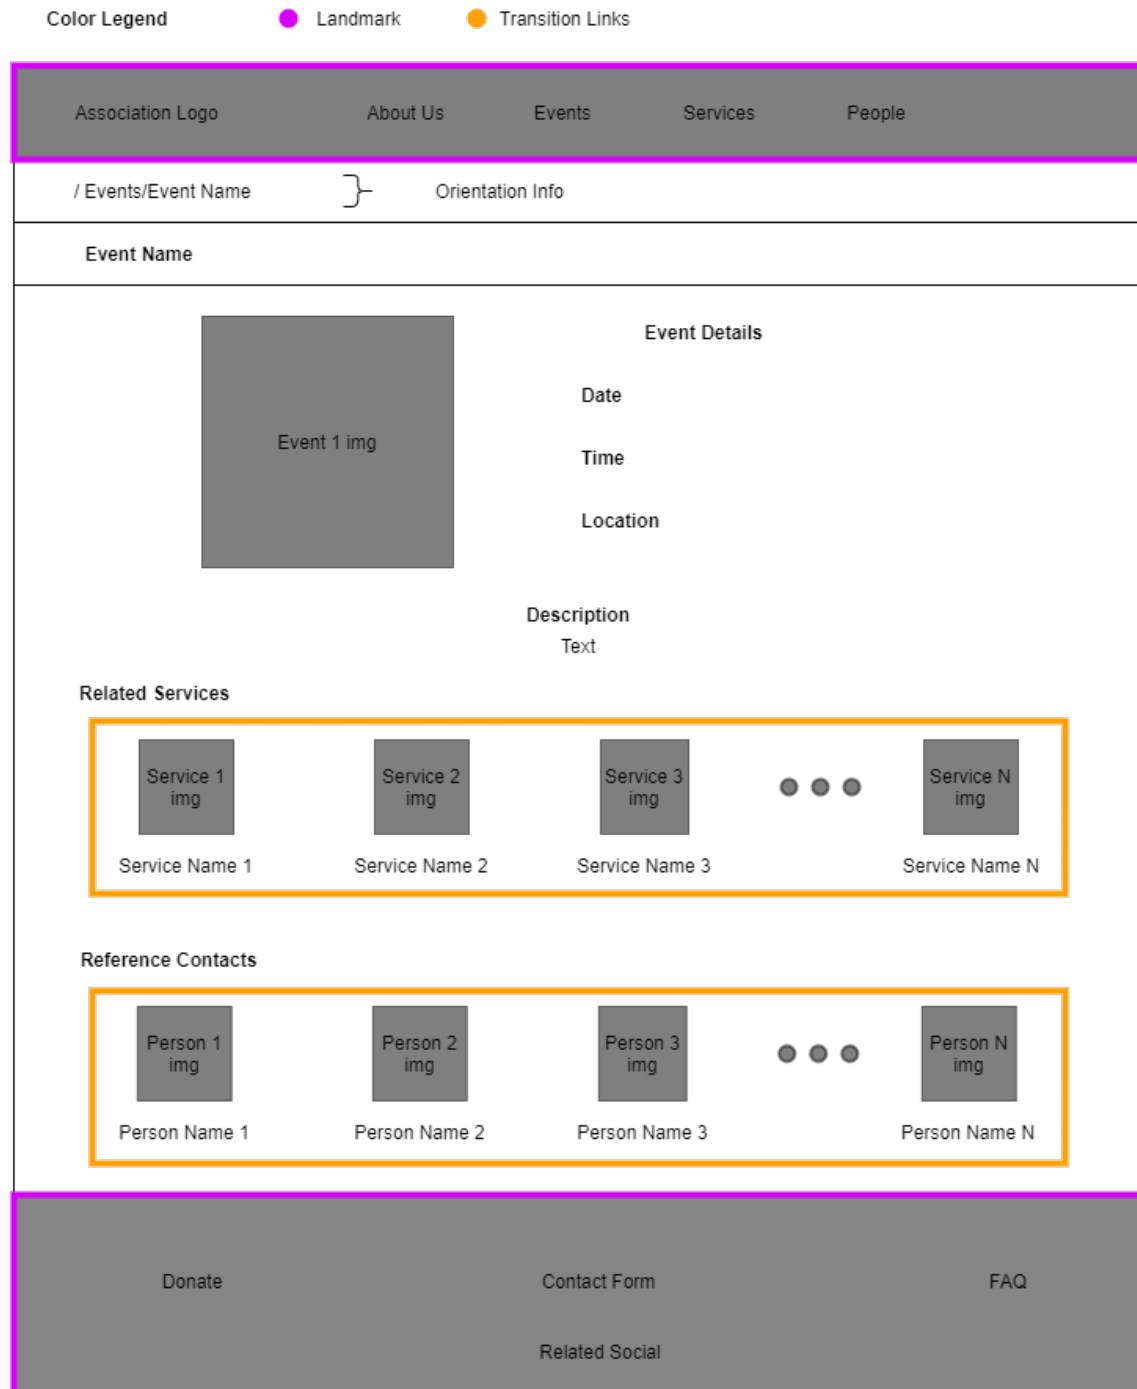 Color Legend Landmark Transition Links
Association Logo About Us Events Services People
/ Events/Event Name Orientation Info
Event Name
Event 1 img
Event Details
Date
Time
Location
Description
Text
Related Services
Service 1 img Service 2 img Service 3 img Service N img
Service Name 1 Service Name 2 Service Name 3 Service Name N
Reference Contacts
Person 1 img Person 2 img Person 3 img Person N img
Person Name 1 Person Name 2 Person Name 3 Person Name N
Donate Contact Form FAQ
Related Social